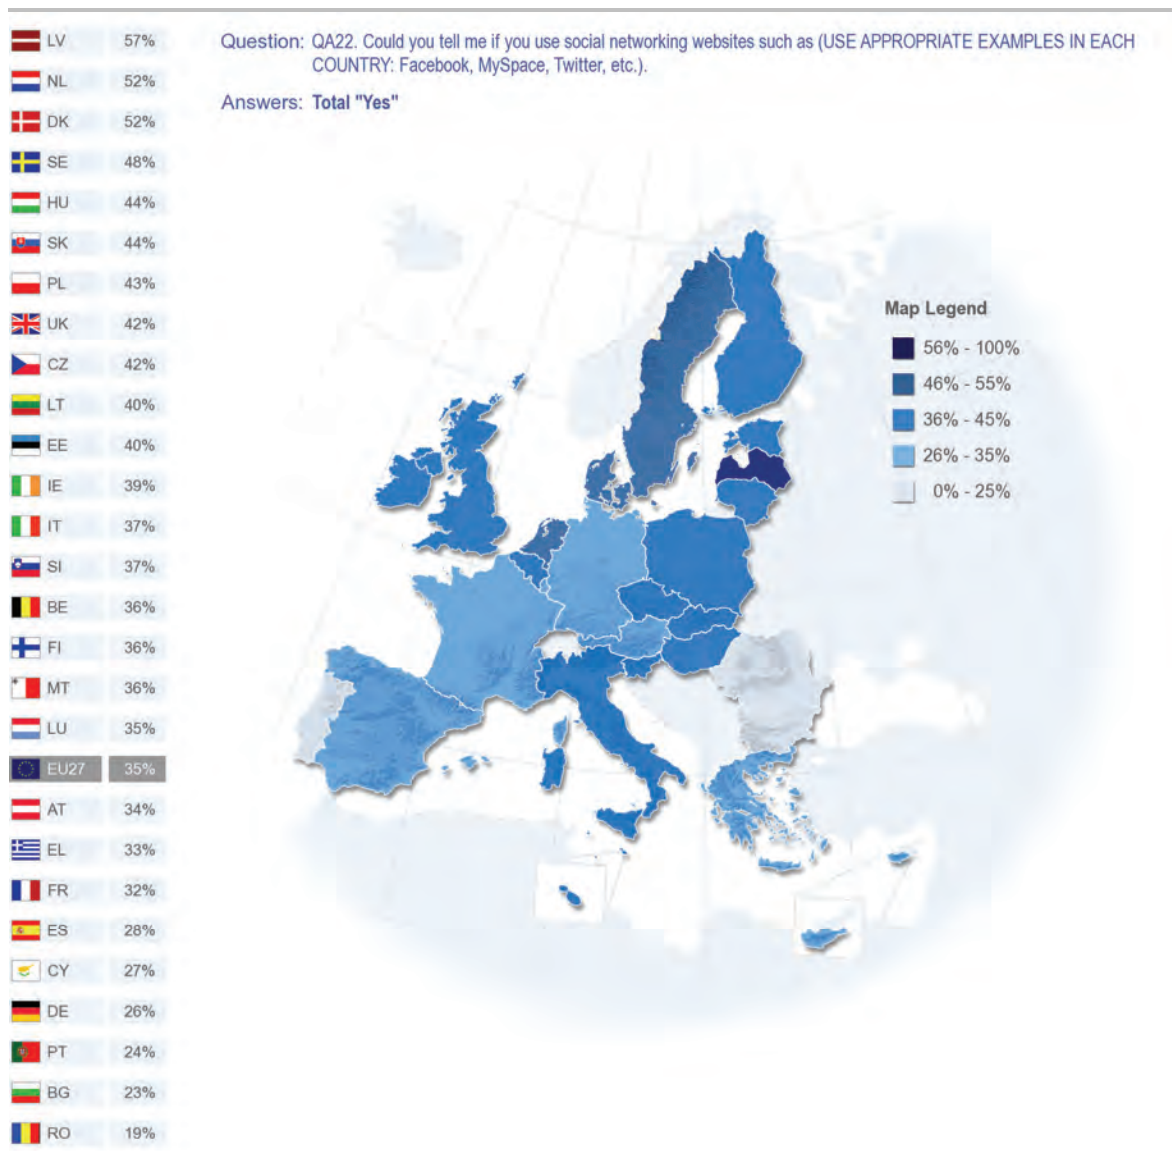 Question: QA22. Could you tell me if you use social networking websites such as (USE APPROPRIATE EXAMPLES IN EACH
COUNTRY: Facebook, MySpace, Twitter, etc.).
Answers: Total "Yes"
LV 57%
NL 52%
DK 52%
SE 48%
HU 44%
SK 44%
PL 43%
UK 42%
CZ 42%
LT 40%
EE 40%
IE 39%
IT 37%
SI 37%
BE 36%
FI 36%
MT 36%
LU 35%
EU27 35%
AT 34%
EL 33%
FR 32%
ES 28%
CY 27%
DE 26%
PT 24%
BG 23%
RO 19%
Map Legend
56% - 100%
46% - 55%
36% - 45%
26% - 35%
0% - 25%